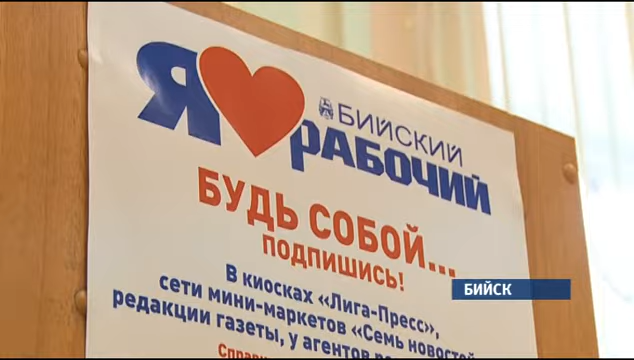 Я БИЙСКИЙ
РАБОЧИЙ
БУДЬ СОБОЙ...
ПОДПИШИСЬ!
В киосках «Лига-Пресс»,
сети мини-маркетов «Семь новостей
редакции газеты, у агентов
БИЙСК